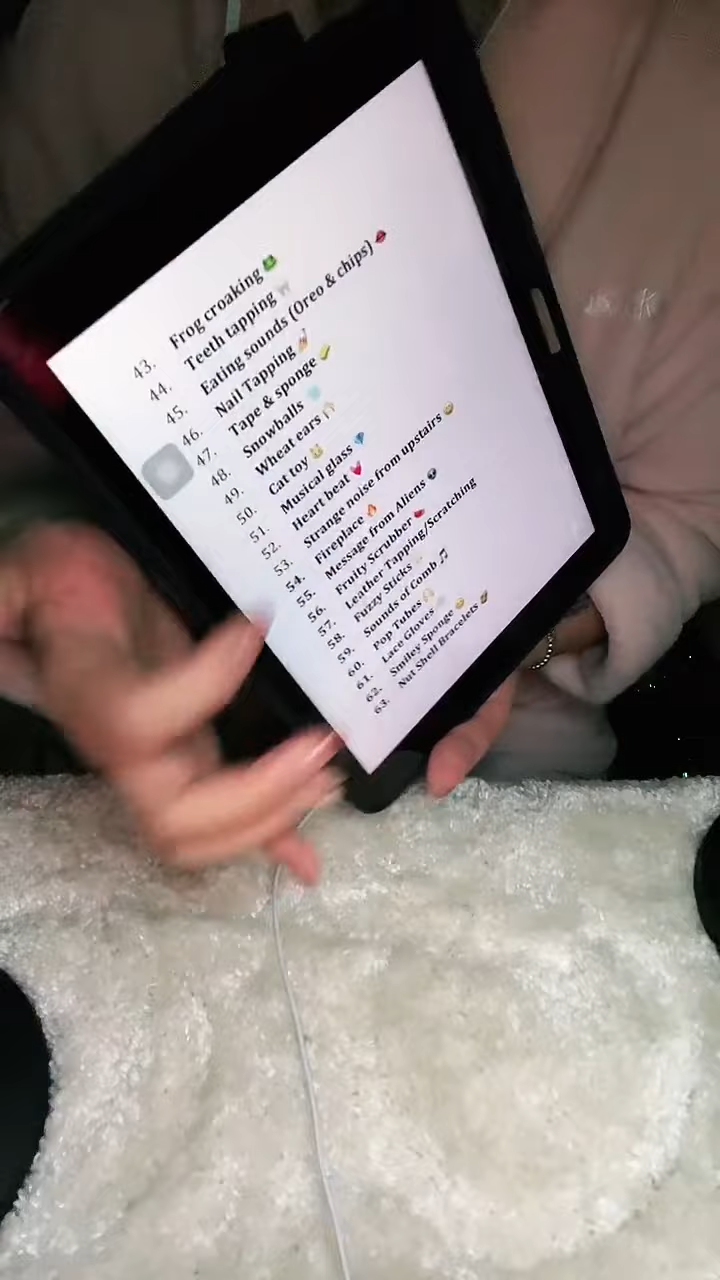 43. Frog croaking
44. Teeth tapping
45. Eating sounds (Oreo & chips)
46. Nail Tapping
47. Tape & sponge
48. Snowballs
49. Wheat ears
50. Cat toy
51. Musical glass
52. Heart beat
53. Strange noise from upstairs
54. Fireplace
55. Message from Aliens
56. Fruity Scrubber
57. Leather Tapping/Scratching
58. Fuzzy Sticks
59. Sounds of Comb
60. Pop Tubes
61. Lace Gloves
62. Smiley Sponge
63. Nut Shell Bracelets